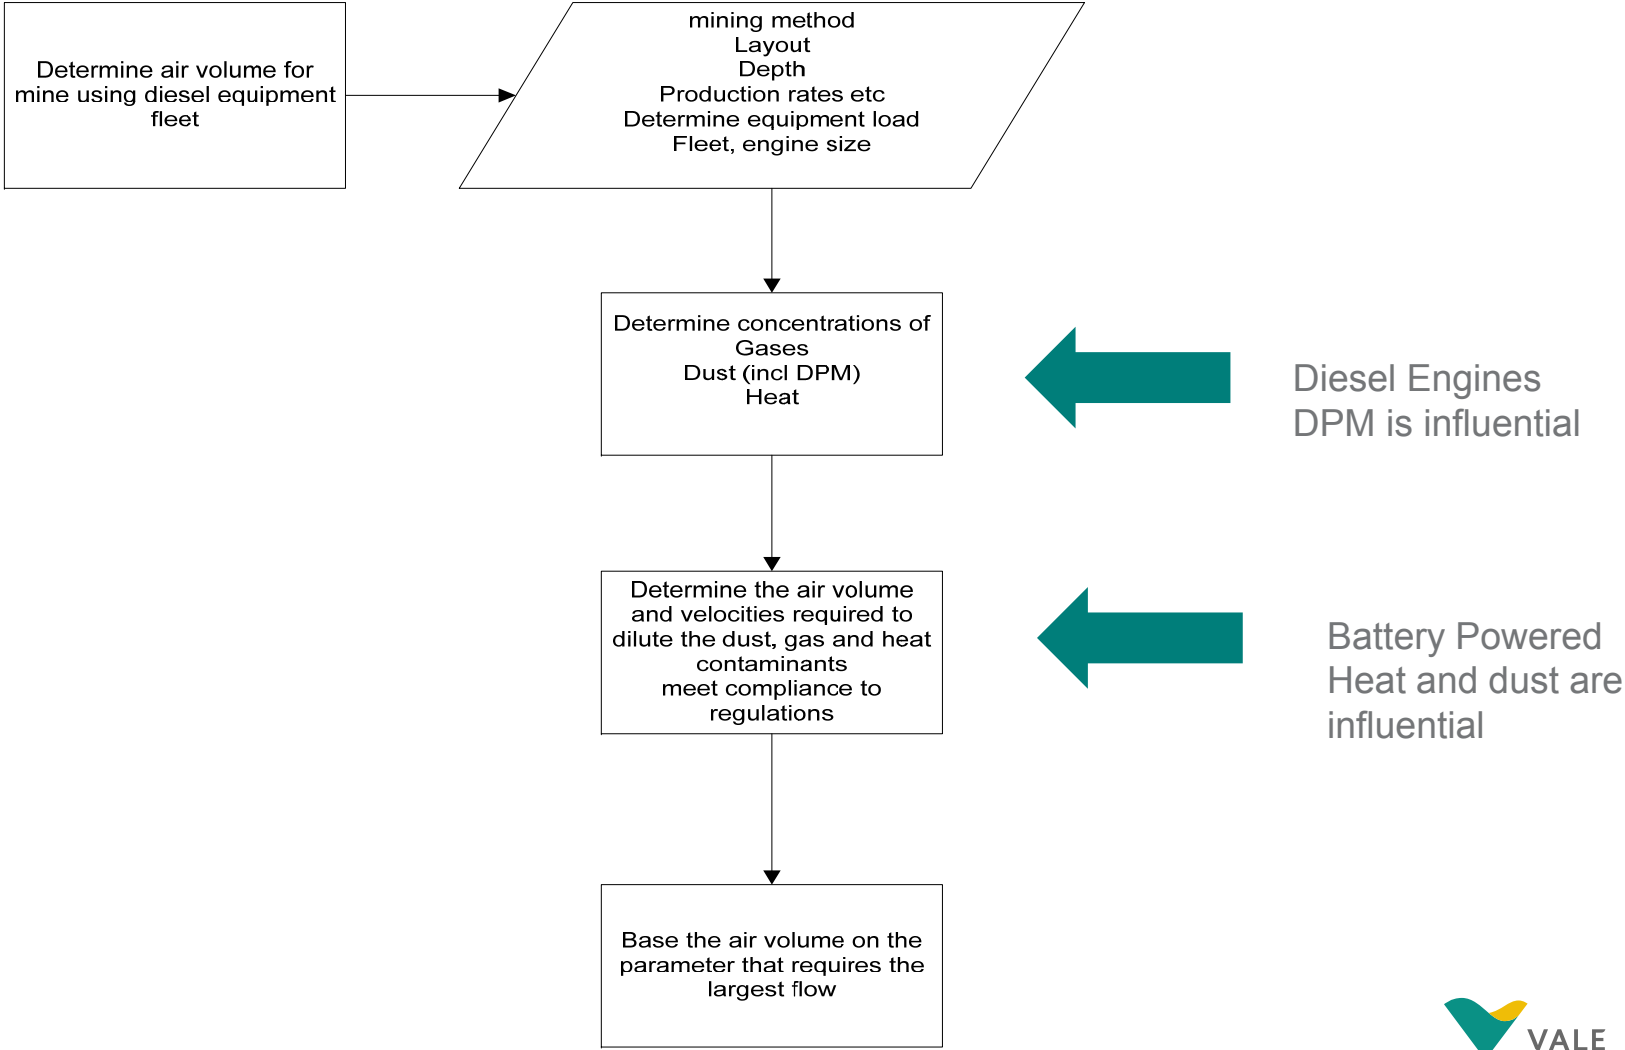 Determine air volume for
mine using diesel equipment
fleet
mining method
Layout
Depth
Production rates etc
Determine equipment load
Fleet, engine size
Determine concentrations of
Gases
Dust (incl DPM)
Heat
Diesel Engines
DPM is influential
Determine the air volume
and velocities required to
dilute the dust, gas and heat
contaminants
meet compliance to
regulations
Battery Powered
Heat and dust are
influential
Base the air volume on the
parameter that requires the
largest flow
VALE